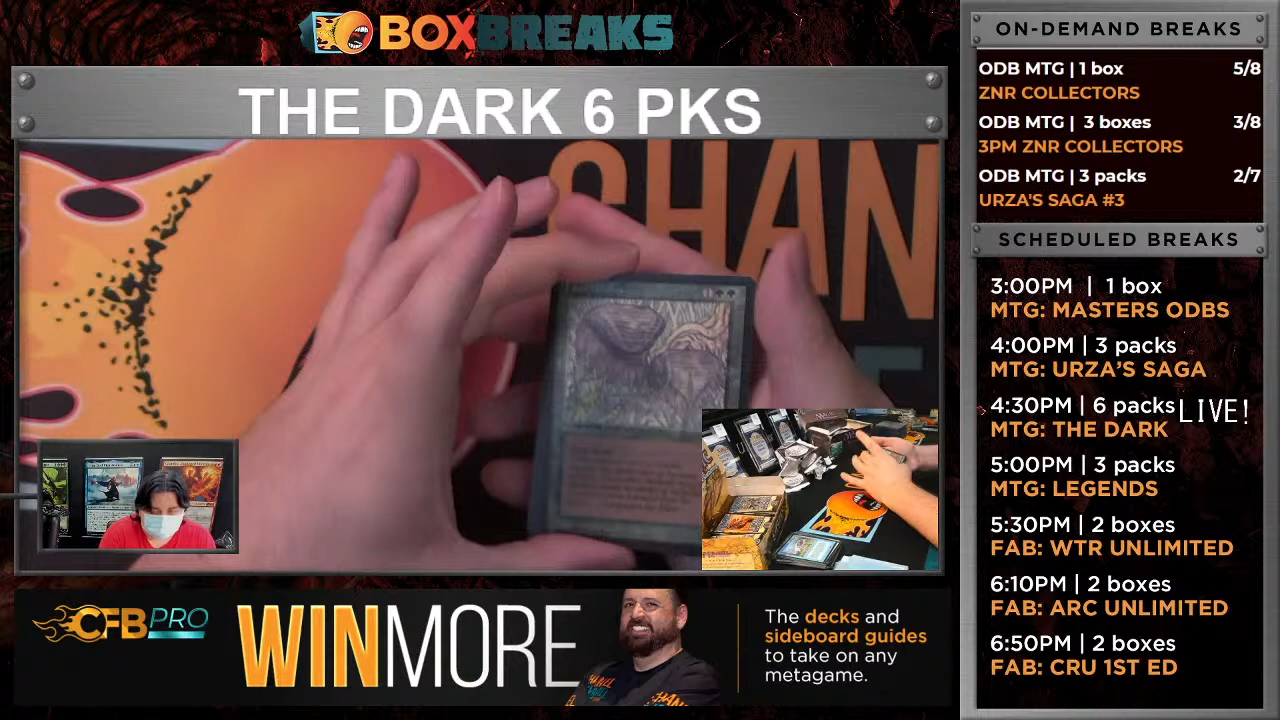 BOXBREAKS
THE DARK 6 PKS
CHAN
ON-DEMAND BREAKS
ODB MTG | 1 box 5/8
ZNR COLLECTORS
ODB MTG | 3 boxes 3/8
3PM ZNR COLLECTORS
ODB MTG | 3 packs 2/7
URZA'S SAGA #3
SCHEDULED BREAKS
3:00PM | 1 box
MTG: MASTERS ODBS
4:00PM | 3 packs
MTG: URZA'S SAGA
4:30PM | 6 packs LIVE!
MTG: THE DARK
5:00PM | 3 packs
MTG: LEGENDS
5:30PM | 2 boxes
FAB: WTR UNLIMITED
6:10PM | 2 boxes
FAB: ARC UNLIMITED
6:50PM | 2 boxes
FAB: CRU 1ST ED
CFBPRO
WINMORE
The decks and
sideboard guides
to take on any
metagame.